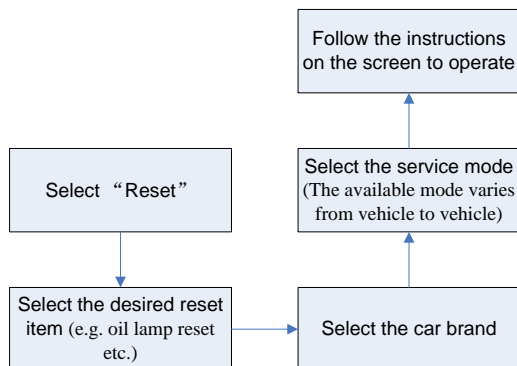 Select “Reset”
Select the desired reset
item (e.g. oil lamp reset
etc.)
Select the car brand
Select the service mode
(The available mode varies
from vehicle to vehicle)
Follow the instructions
on the screen to operate